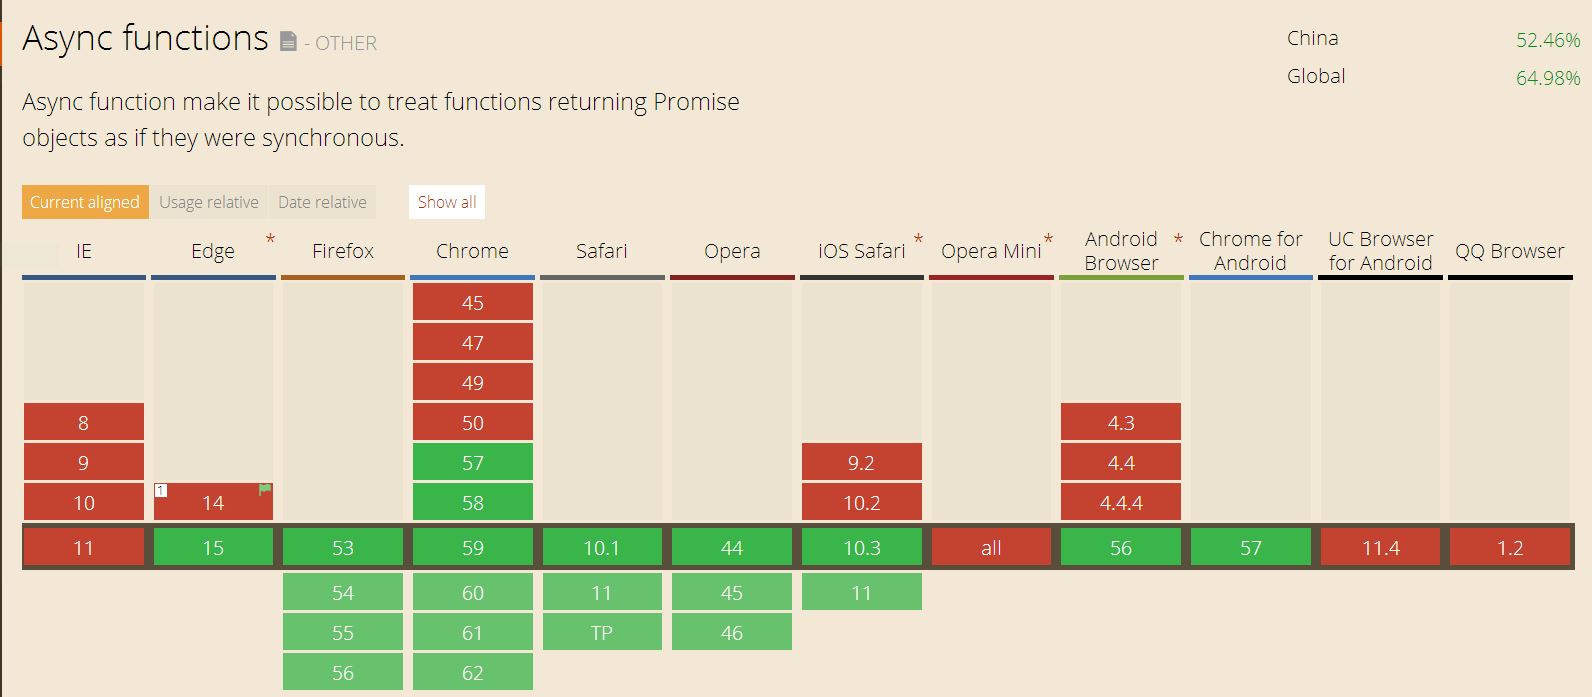 Async functions - OTHER
China 52.46%
Global 64.98%
Async function make it possible to treat functions returning Promise
objects as if they were synchronous.
Current aligned Usage relative Date relative Show all
IE Edge * Firefox Chrome Safari Opera iOS Safari * Opera Mini * Android Browser * Chrome for Android UC Browser for Android QQ Browser
45
47
49
8 50 4.3
9 57 9.2 4.4
10 1 14 58 10.2 4.4.4
11 15 53 59 10.1 44 10.3 all 56 57 11.4 1.2
54 60 11 45 11
55 61 TP 46
56 62